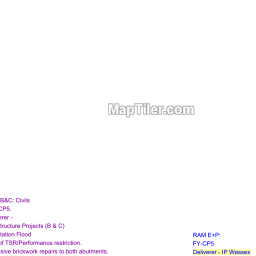 MapTiler.com
B&C: Civils
CP5.
erer -
tructure Projects (B & C)
tation Flood
of TSR/Performance restriction.
sive brickwork repairs to both abutments.
RAM E+P:
FY-CP5
Deliverer - IP Wessex